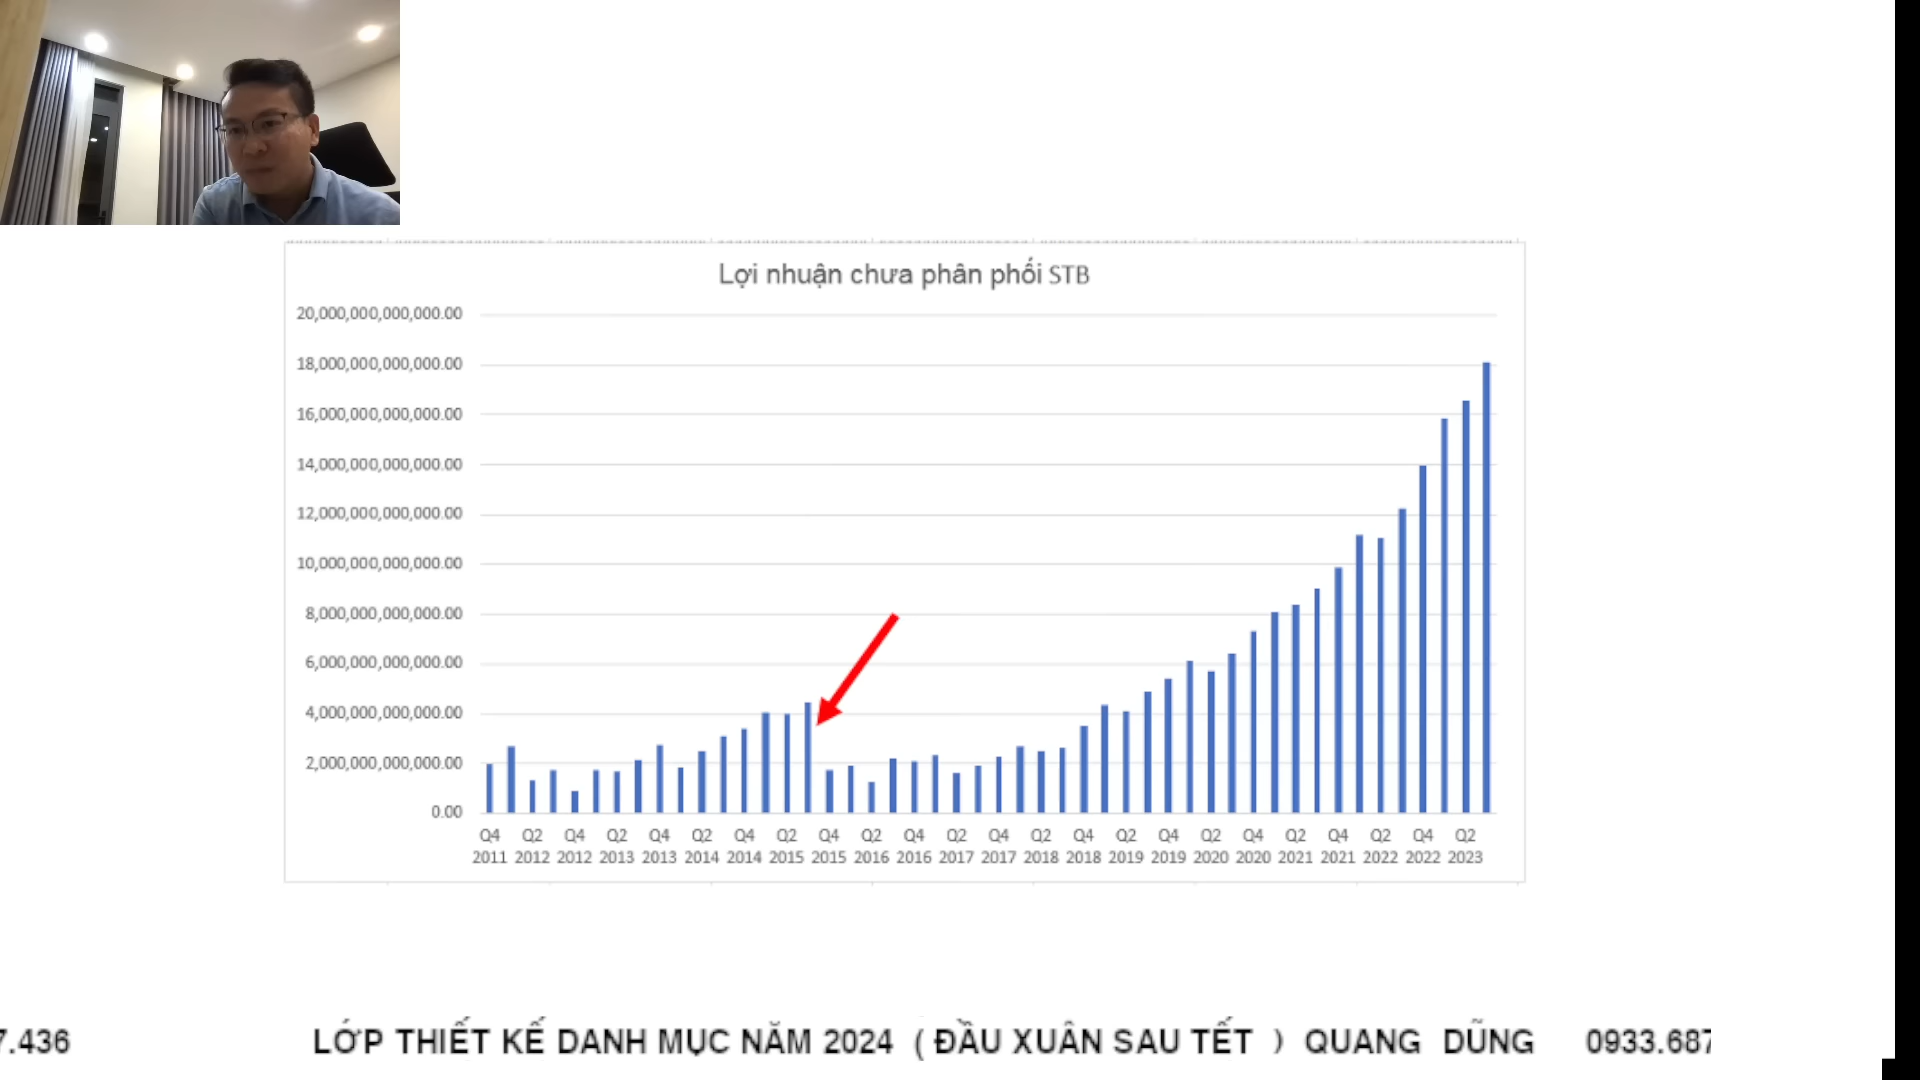 Lợi nhuận chưa phân phối STB
20,000,000,000,000.00
18,000,000,000,000.00
16,000,000,000,000.00
14,000,000,000,000.00
12,000,000,000,000.00
10,000,000,000,000.00
8,000,000,000,000.00
6,000,000,000,000.00
4,000,000,000,000.00
2,000,000,000,000.00
0.00
Q4 Q2 Q4 Q2 Q4 Q2 Q4 Q2 Q4 Q2 Q4 Q2 Q4 Q2 Q4 Q2 Q4 Q2 Q4 Q2 Q4 Q2 Q4 Q2
2011 2012 2012 2013 2013 2014 2014 2015 2015 2016 2016 2017 2017 2018 2018 2019 2019 2020 2020 2021 2021 2022 2022 2023
7.436 LỚP THIẾT KẾ DANH MỤC NĂM 2024 ( ĐẦU XUÂN SAU TẾT ) QUANG DŨNG 0933.687